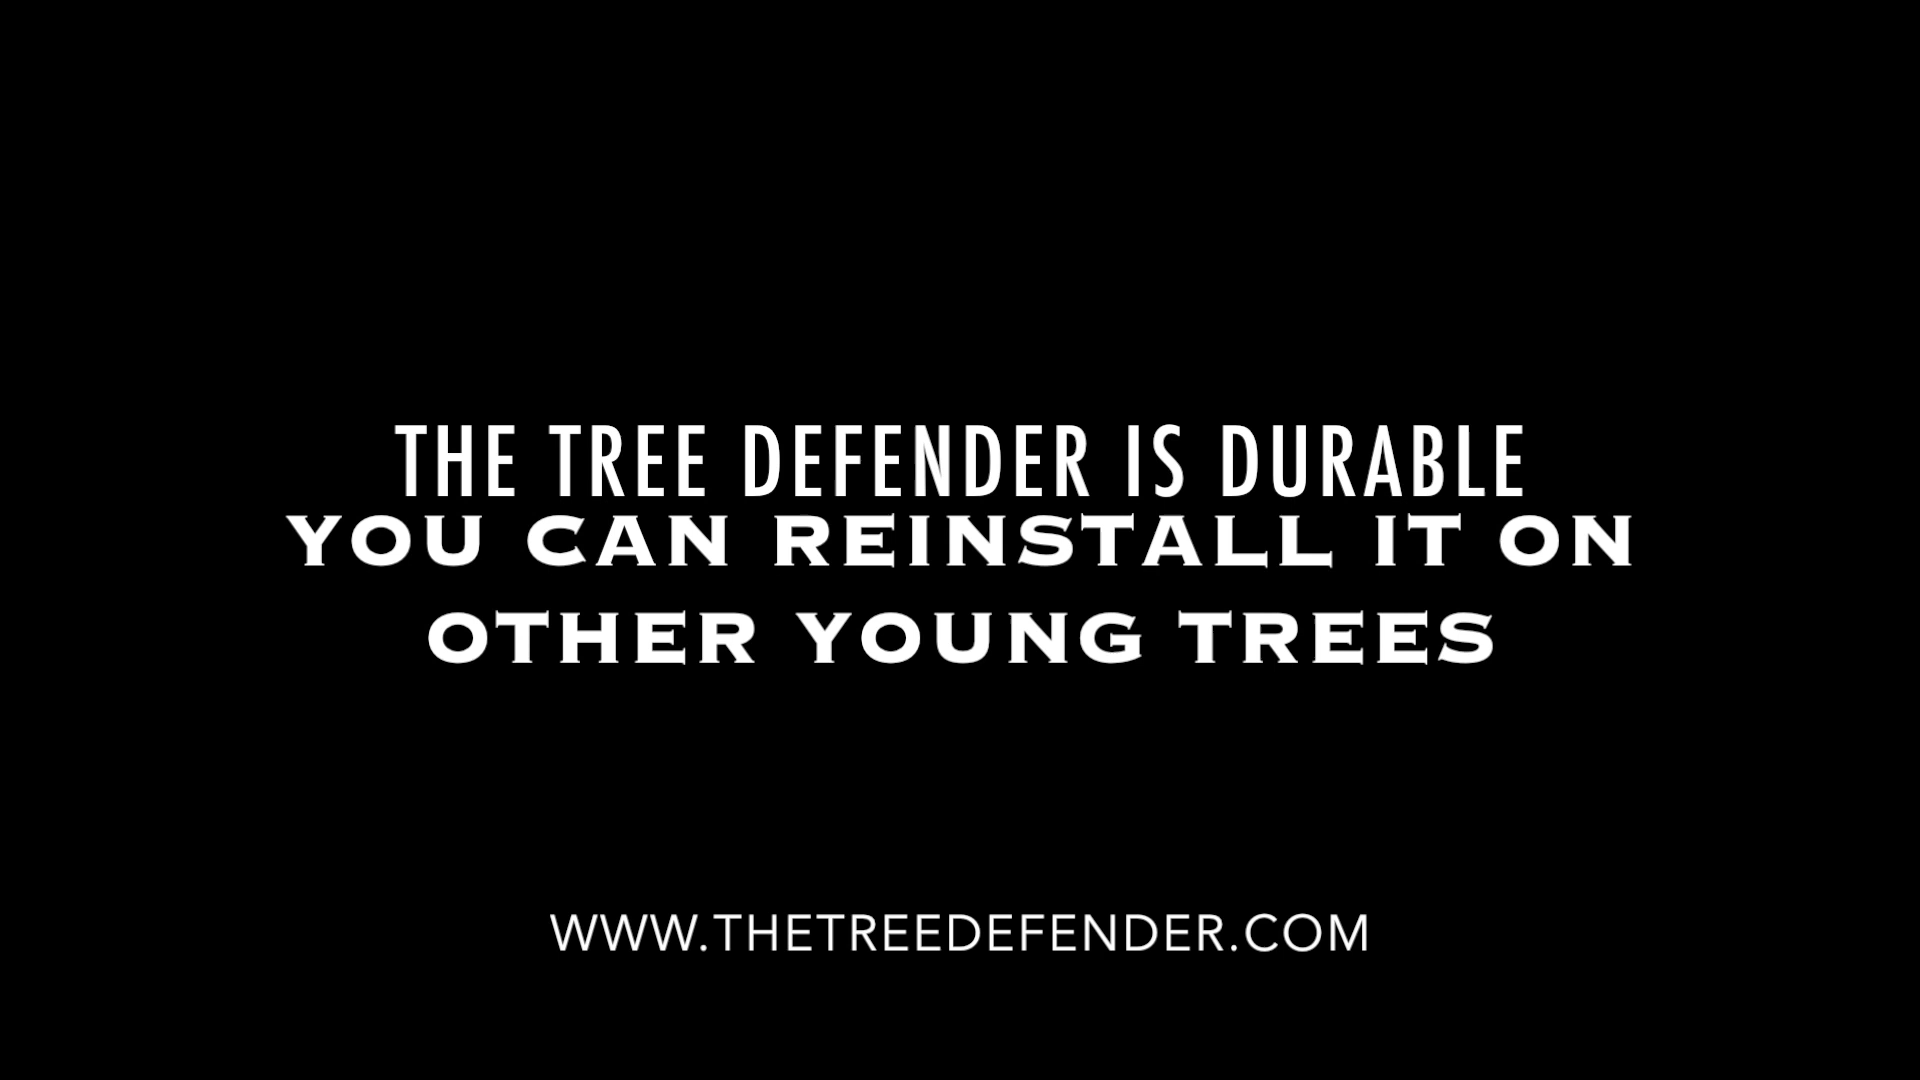 THE TREE DEFENDER IS DURABLE
YOU CAN REINSTALL IT ON
OTHER YOUNG TREES
WWW.THETREEDEFENDER.COM